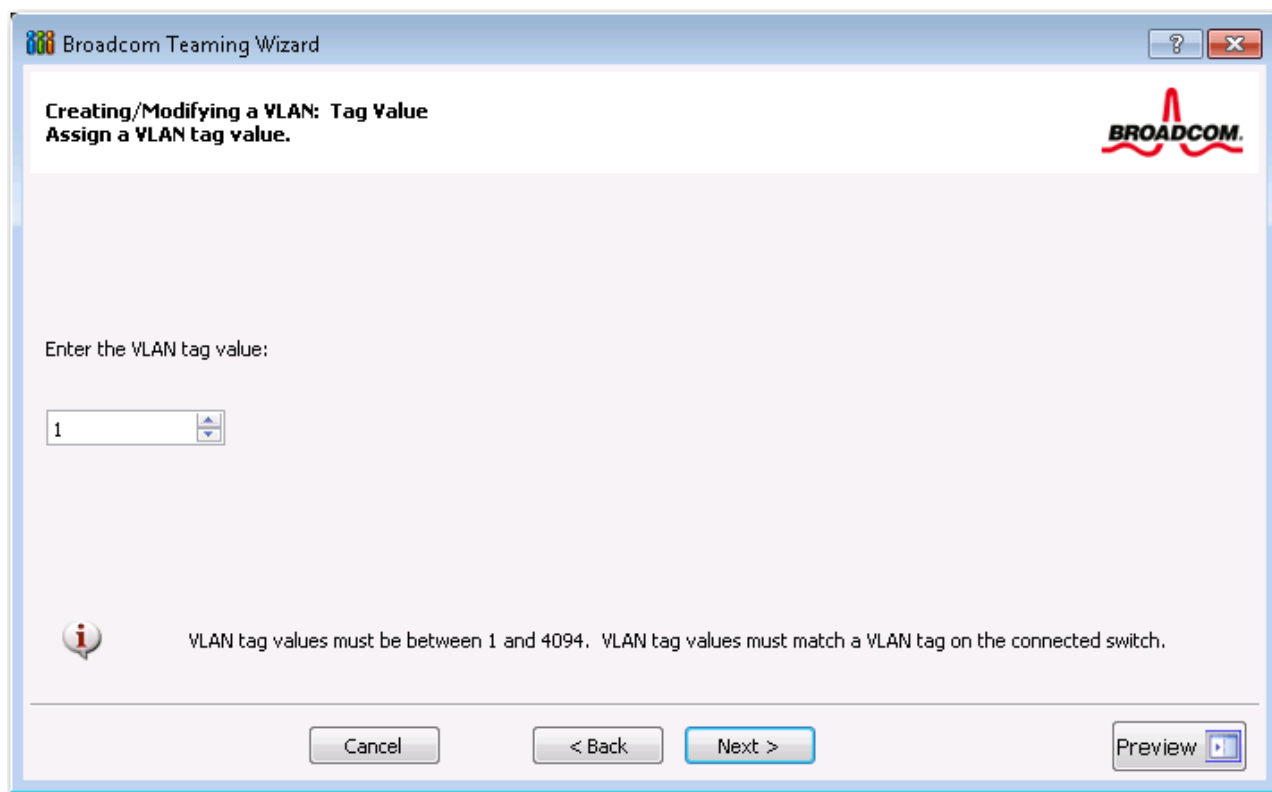 Broadcom Teaming Wizard
?
Creating/Modifying a VLAN: Tag Value
Assign a VLAN tag value.
BROADCOM.
Enter the VLAN tag value:
1
i
VLAN tag values must be between 1 and 4094. VLAN tag values must match a VLAN tag on the connected switch.
Cancel
< Back
Next >
Preview